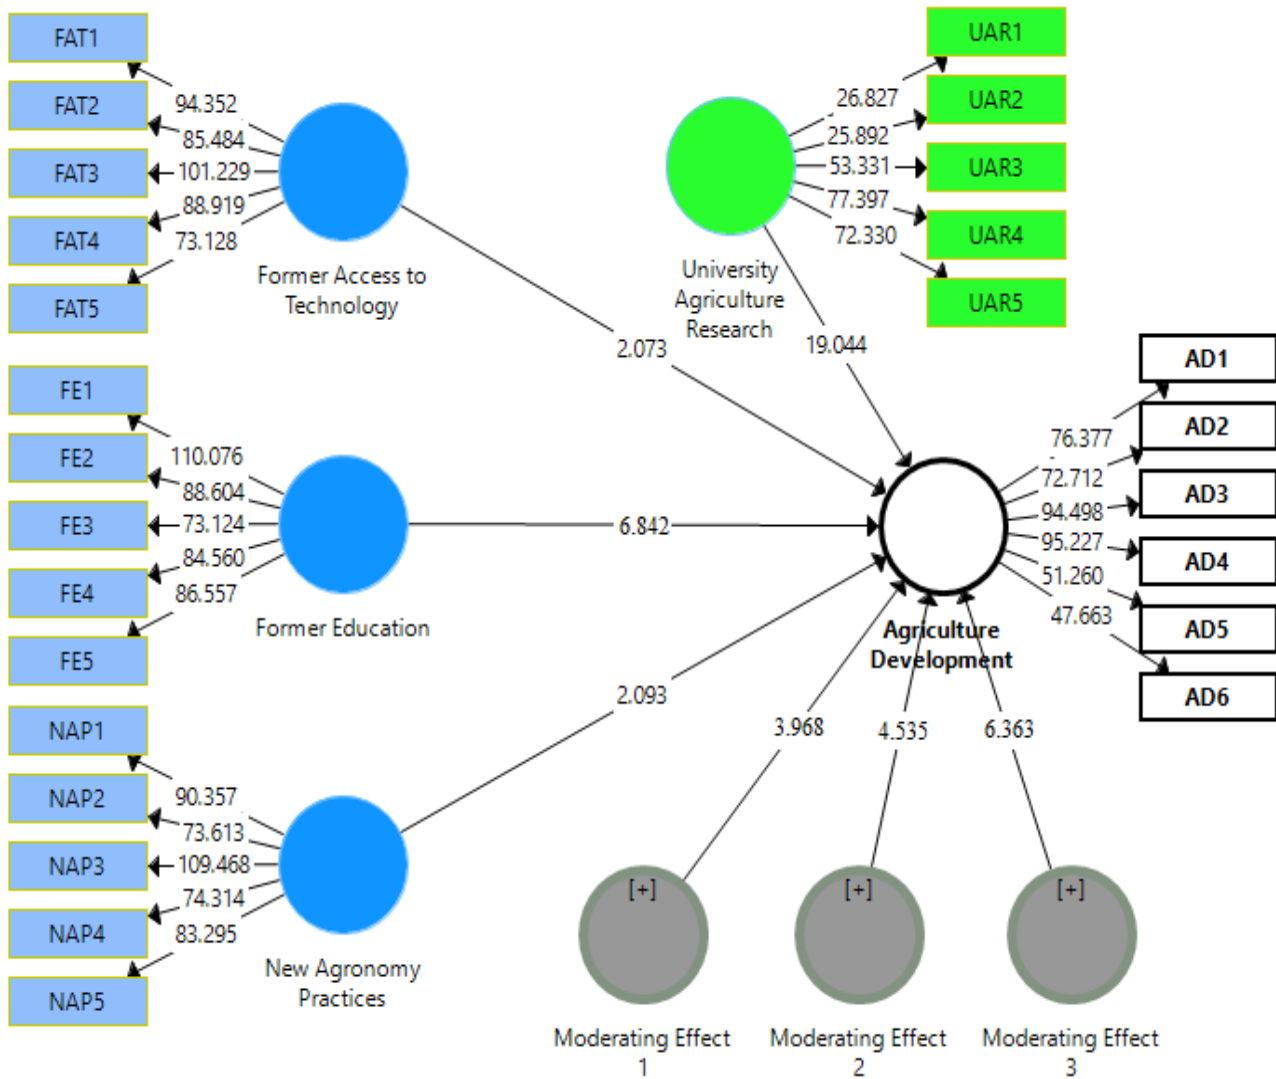 FAT1
FAT2
FAT3
FAT4
FAT5
94.352
85.484
101.229
88.919
73.128
Former Access to
Technology
UAR1
UAR2
UAR3
UAR4
UAR5
26.827
25.892
53.331
77.397
72.330
University
Agriculture
Research
2.073
19.044
FE1
FE2
FE3
FE4
FE5
110.076
88.604
73.124
84.560
86.557
Former Education
6.842
AD1
AD2
AD3
AD4
AD5
AD6
76.377
72.712
94.498
95.227
51.260
47.663
Agriculture
Development
NAP1
NAP2
NAP3
NAP4
NAP5
90.357
73.613
109.468
74.314
83.295
New Agronomy
Practices
2.093
3.968
4.535
6.363
[+]
[+]
[+]
Moderating Effect
1
Moderating Effect
2
Moderating Effect
3